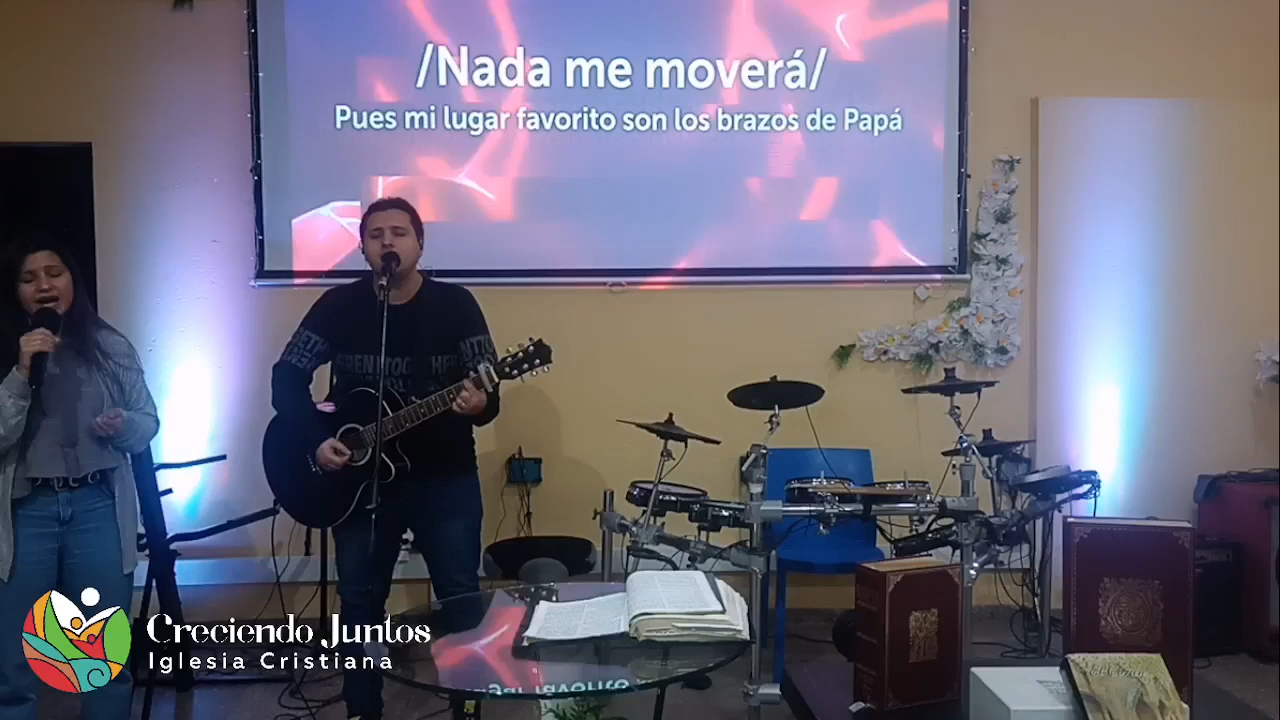 /Nada me moverá/
Pues mi lugar favorito son los brazos de Papá
Creciendo Juntos
Iglesia Cristiana